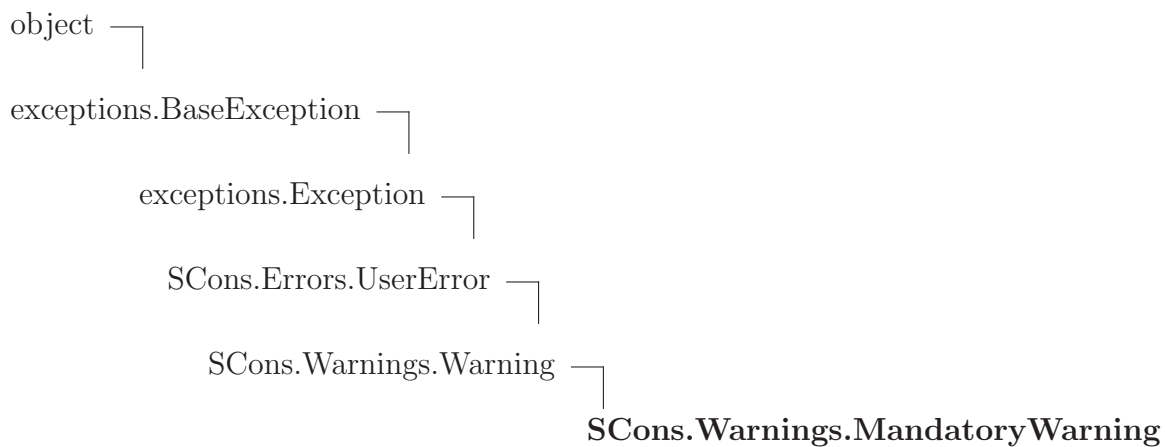 object
exceptions.BaseException
exceptions.Exception
SCons.Errors.UserError
SCons.Warnings.Warning
SCons.Warnings.MandatoryWarning